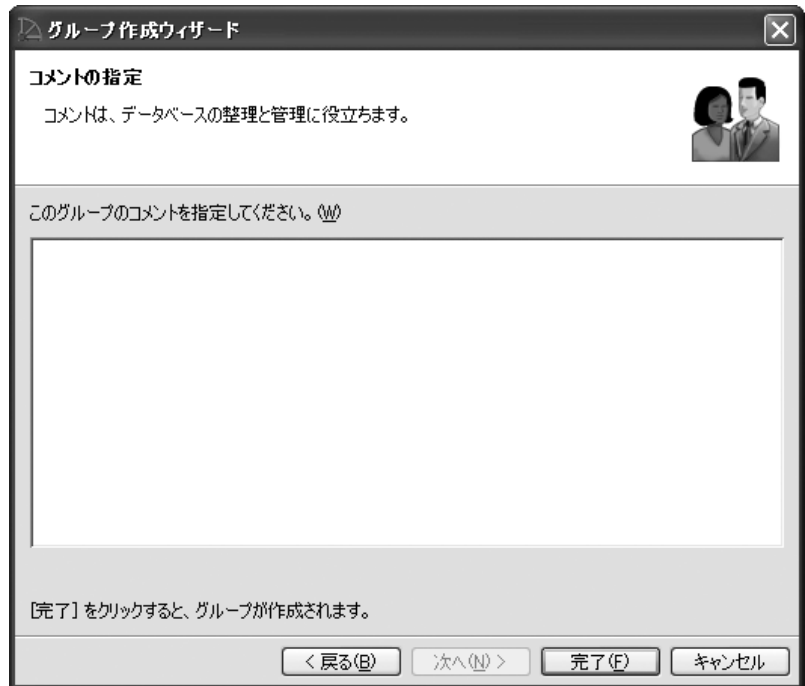 グループ作成ウィザード
コメントの指定
コメントは、データベースの整理と管理に役立ちます。
このグループのコメントを指定してください。(W)
[完了] をクリックすると、グループが作成されます。
< 戻る(B) 次へ(N) > 完了(F) キャンセル